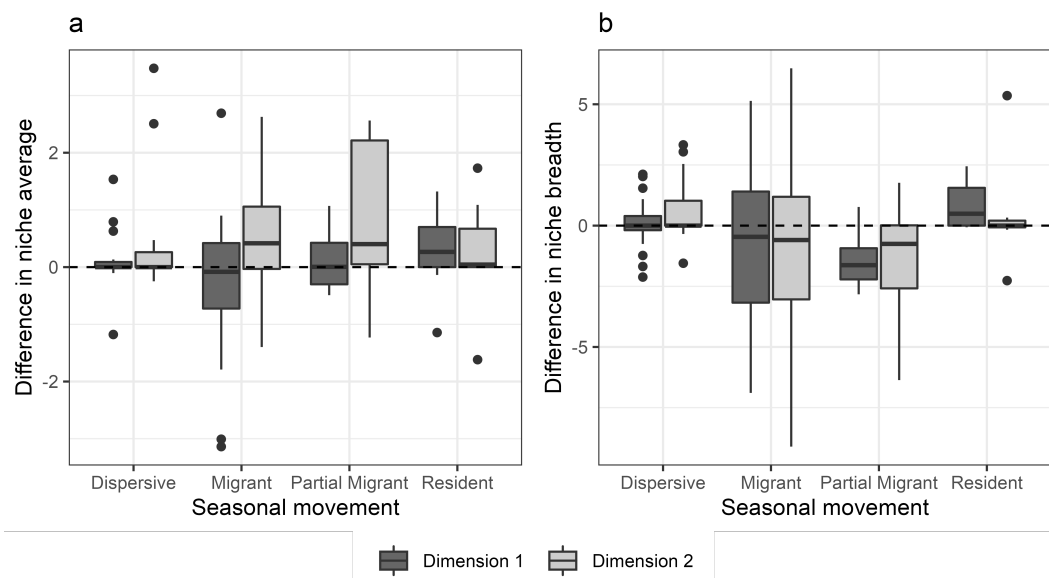 a
b
Difference in niche average
2
0
-2
Dispersive Migrant Partial Migrant Resident
Seasonal movement
Difference in niche breadth
5
0
-5
Dispersive Migrant Partial Migrant Resident
Seasonal movement
Dimension 1 Dimension 2